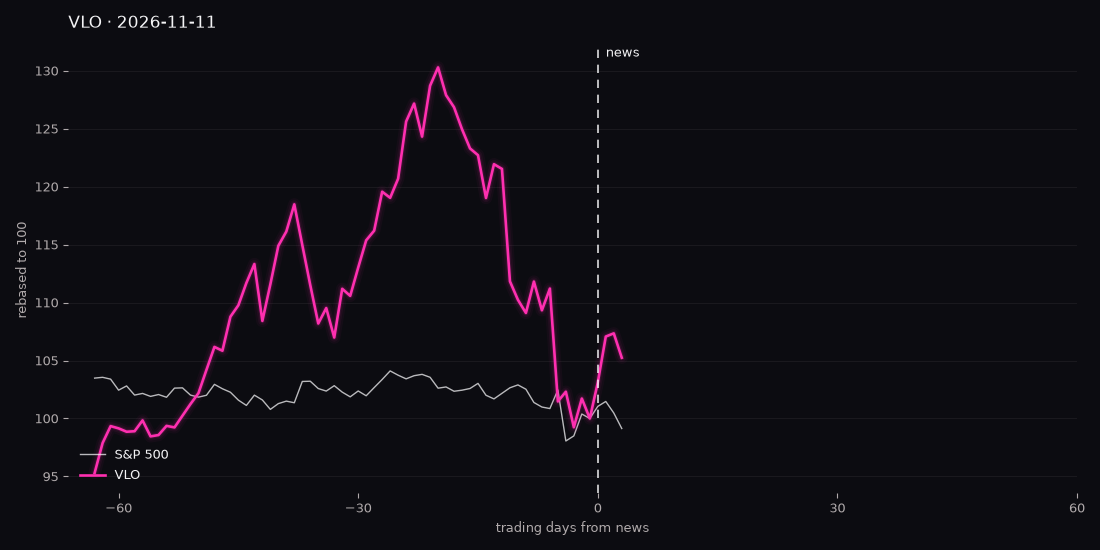 VLO · 2026-11-11
news
130
125
120
115
110
105
100
95
rebased to 100
S&P 500
VLO
−60
−30
0
30
60
trading days from news